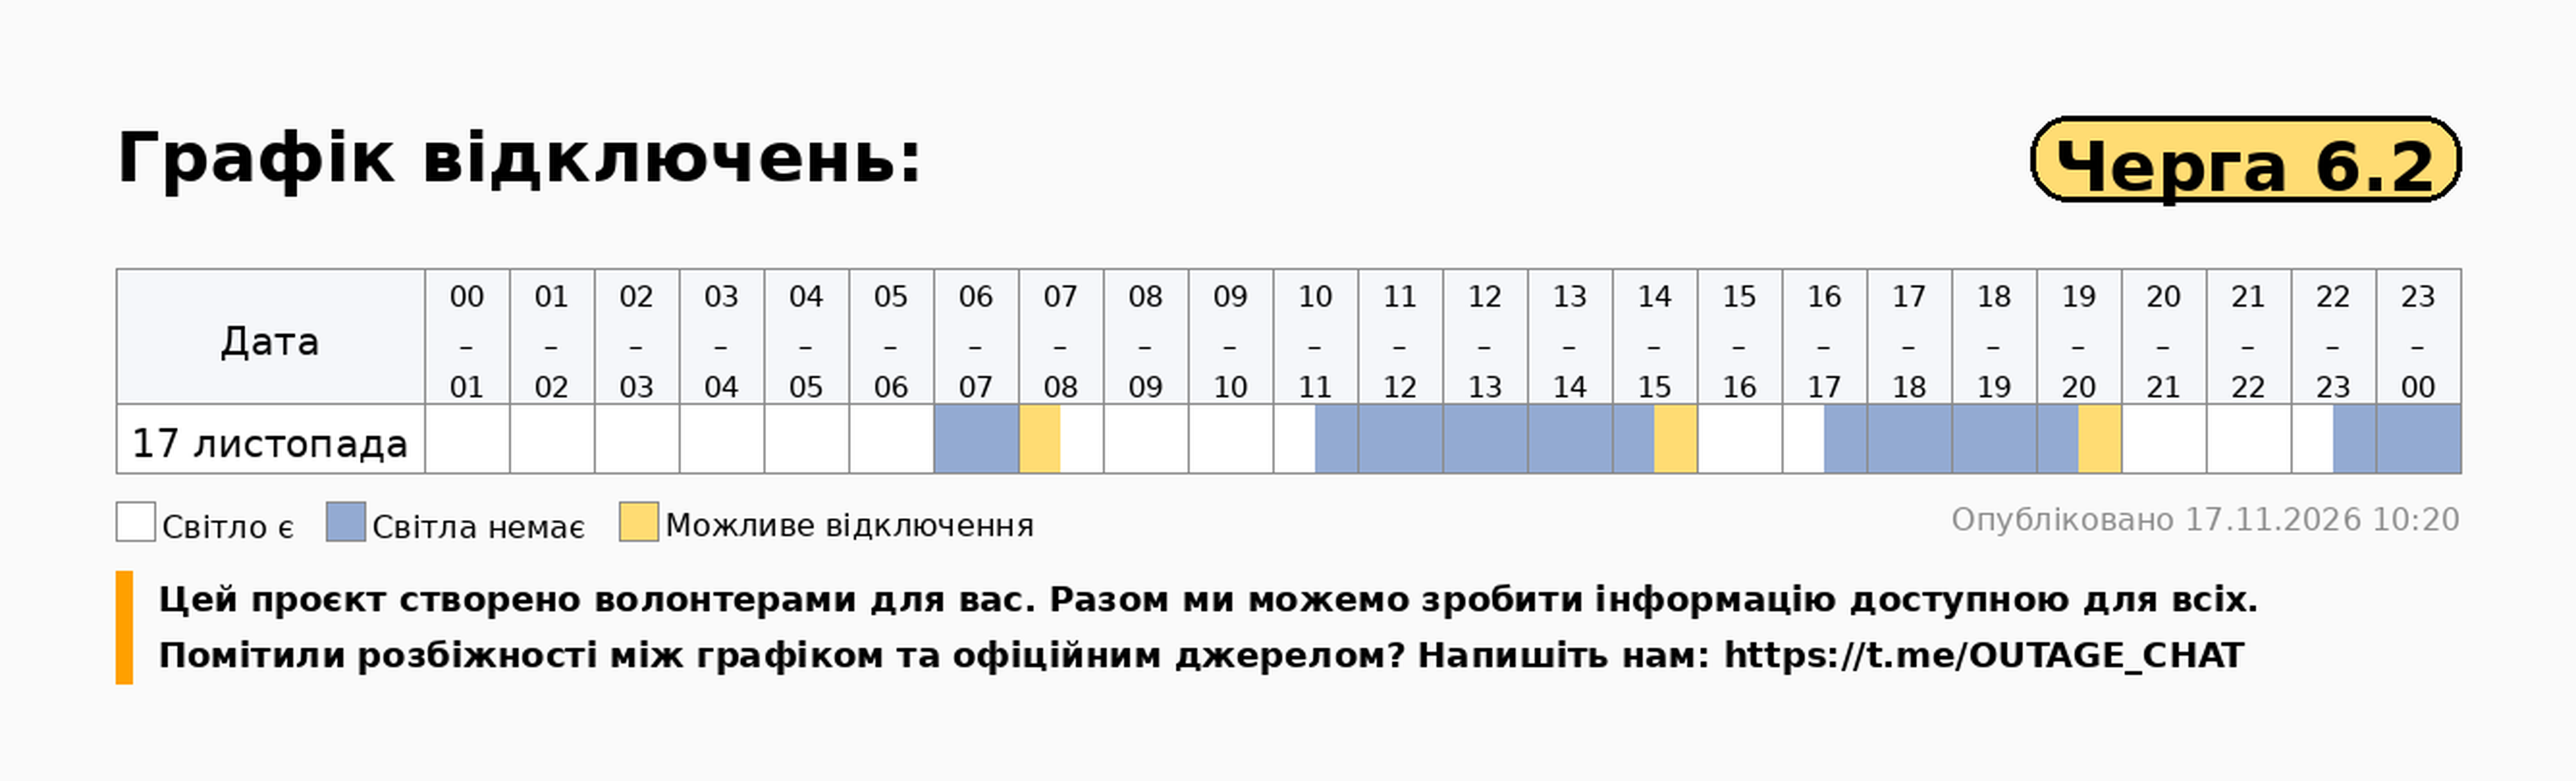 Графік відключень:
Черга 6.2
Дата
00 – 01
01 – 02
02 – 03
03 – 04
04 – 05
05 – 06
06 – 07
07 – 08
08 – 09
09 – 10
10 – 11
11 – 12
12 – 13
13 – 14
14 – 15
15 – 16
16 – 17
17 – 18
18 – 19
19 – 20
20 – 21
21 – 22
22 – 23
23 – 00
17 листопада
Світло є
Світла немає
Можливе відключення
Опубліковано 17.11.2026 10:20
Цей проєкт створено волонтерами для вас. Разом ми можемо зробити інформацію доступною для всіх.
Помітили розбіжності між графіком та офіційним джерелом? Напишіть нам: https://t.me/OUTAGE_CHAT